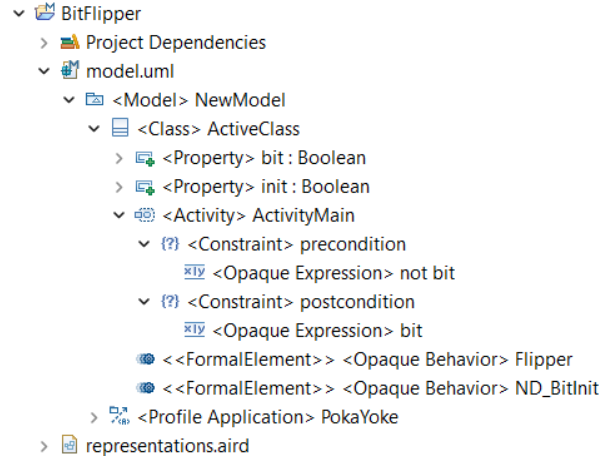 BitFlipper
Project Dependencies
model.uml
<Model> NewModel
<Class> ActiveClass
<Property> bit : Boolean
<Property> init : Boolean
<Activity> ActivityMain
{?} <Constraint> precondition
x|y <Opaque Expression> not bit
{?} <Constraint> postcondition
x|y <Opaque Expression> bit
<<FormalElement>> <Opaque Behavior> Flipper
<<FormalElement>> <Opaque Behavior> ND_BitInit
<Profile Application> PokaYoke
representations.aird